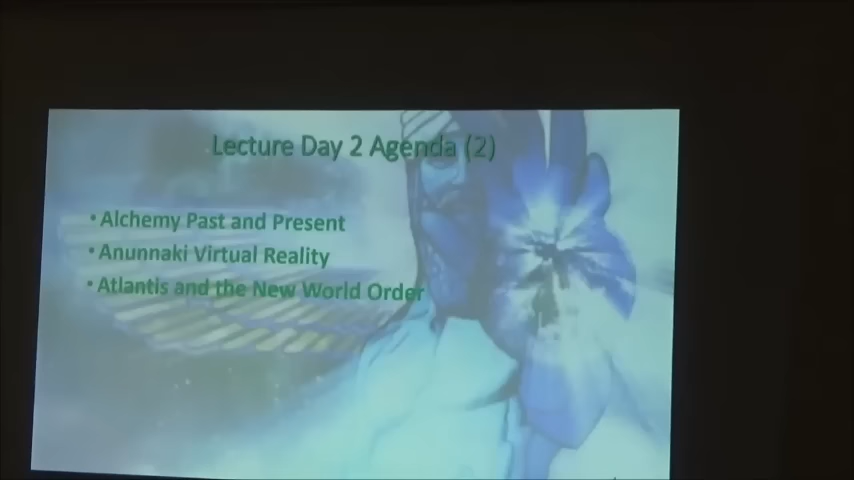 Lecture Day 2 Agenda (2)
• Alchemy Past and Present
• Anunnaki Virtual Reality
• Atlantis and the New World Order